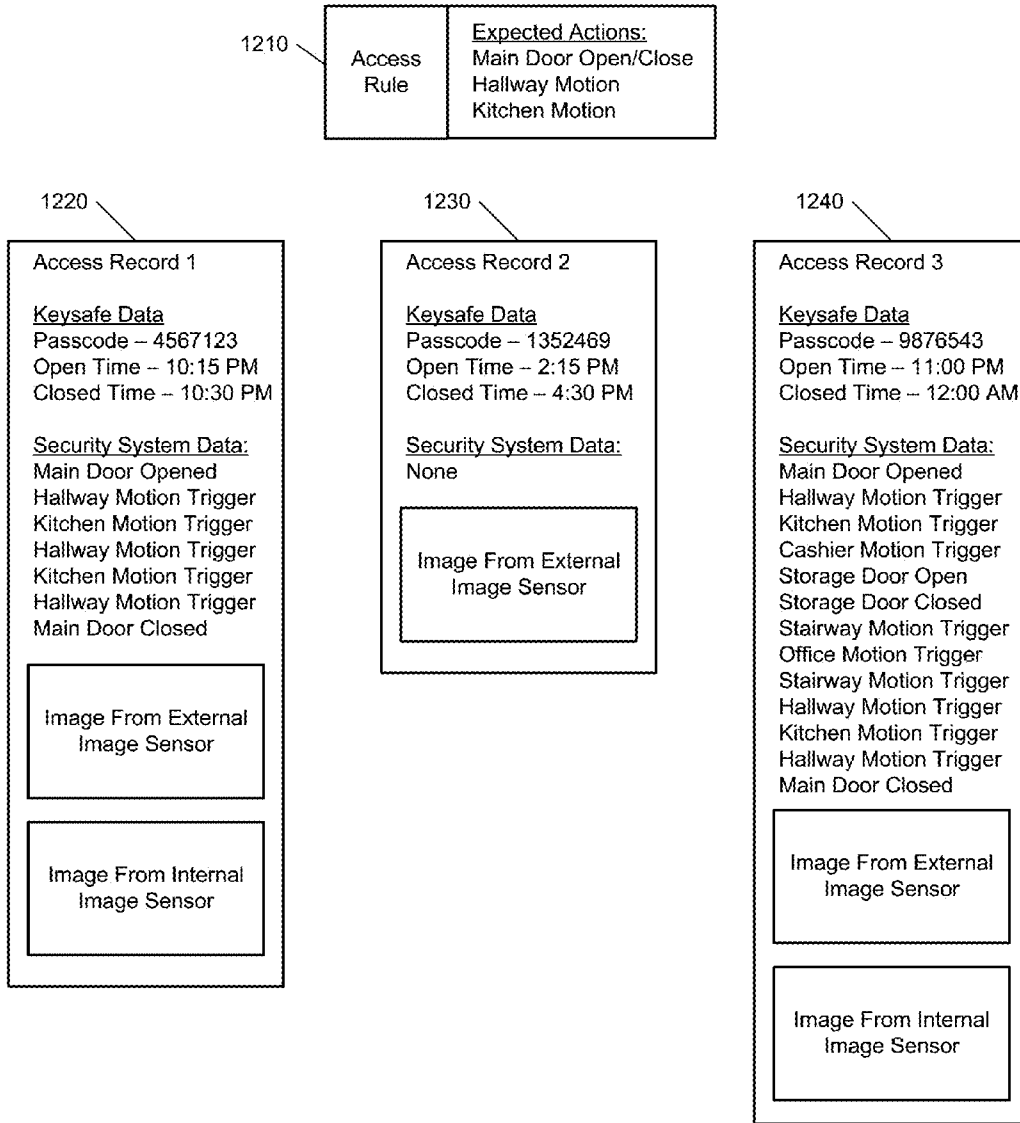 1210
Access
Rule
Expected Actions:
Main Door Open/Close
Hallway Motion
Kitchen Motion
1220
Access Record 1
Keysafe Data
Passcode – 4567123
Open Time – 10:15 PM
Closed Time – 10:30 PM
Security System Data:
Main Door Opened
Hallway Motion Trigger
Kitchen Motion Trigger
Hallway Motion Trigger
Kitchen Motion Trigger
Hallway Motion Trigger
Main Door Closed
Image From External
Image Sensor
Image From Internal
Image Sensor
1230
Access Record 2
Keysafe Data
Passcode – 1352469
Open Time – 2:15 PM
Closed Time – 4:30 PM
Security System Data:
None
Image From External
Image Sensor
1240
Access Record 3
Keysafe Data
Passcode – 9876543
Open Time – 11:00 PM
Closed Time – 12:00 AM
Security System Data:
Main Door Opened
Hallway Motion Trigger
Kitchen Motion Trigger
Cashier Motion Trigger
Storage Door Open
Storage Door Closed
Stairway Motion Trigger
Office Motion Trigger
Stairway Motion Trigger
Hallway Motion Trigger
Kitchen Motion Trigger
Hallway Motion Trigger
Main Door Closed
Image From External
Image Sensor
Image From Internal
Image Sensor